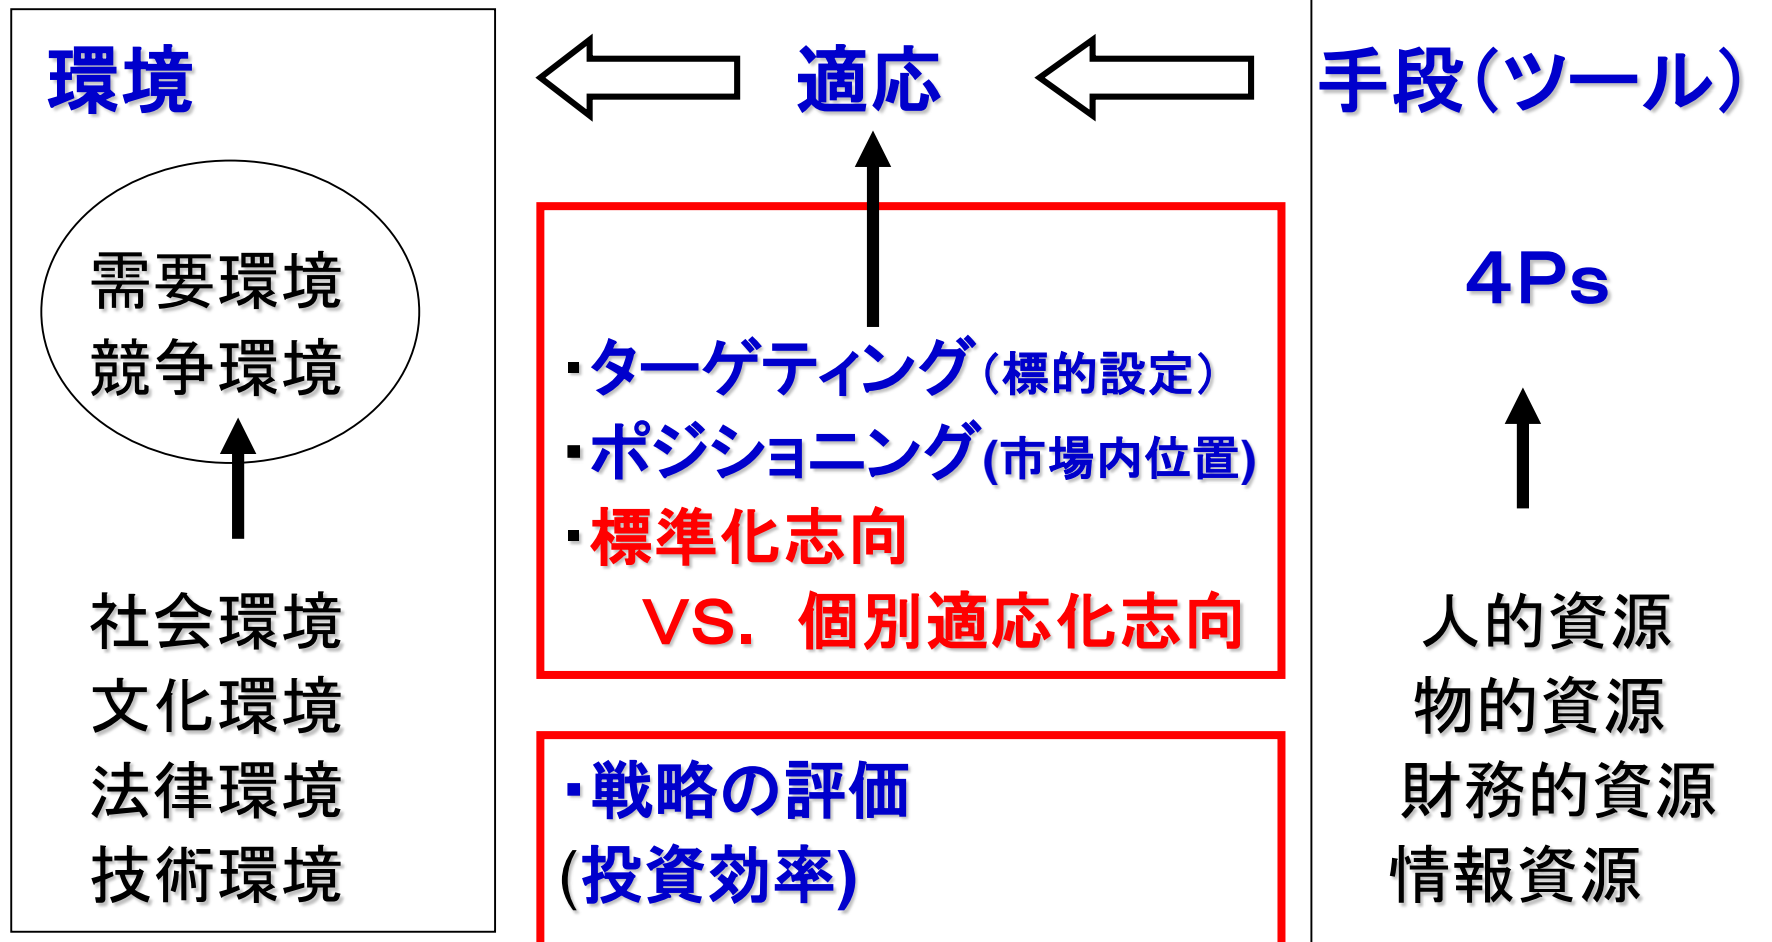 環境
適応
手段(ツール)
需要環境
競争環境
社会環境
文化環境
法律環境
技術環境
・ターゲティング(標的設定)
・ポジショニング(市場内位置)
・標準化志向
VS. 個別適応化志向
・戦略の評価
(投資効率)
4Ps
人的資源
物的資源
財務的資源
情報資源